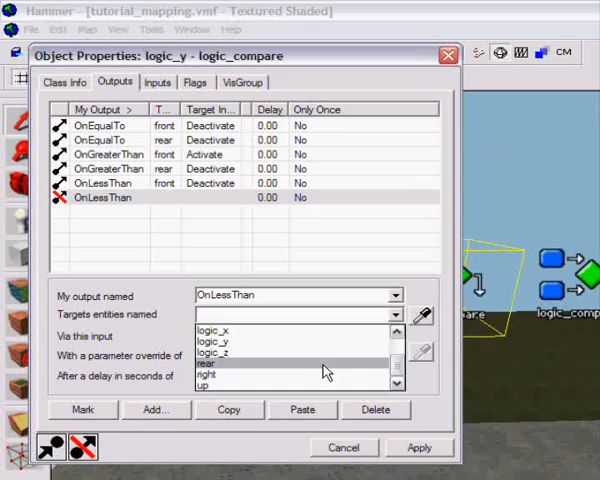 Hammer - [tutorial_mapping.vmf - Textured Shaded]
File Edit Map View Tools Window Help
CM
Object Properties: logic_y - logic_compare
Class Info Outputs Inputs Flags VisGroup
My Output > T... Target In... Delay Only Once
OnEqualTo front Deactivate 0.00 No
OnEqualTo rear Deactivate 0.00 No
OnGreaterThan front Activate 0.00 No
OnGreaterThan rear Deactivate 0.00 No
OnLessThan front Deactivate 0.00 No
OnLessThan 0.00 No
My output named OnLessThan
Targets entities named
Via this input
With a parameter override of
After a delay in seconds of
logic_x
logic_y
logic_z
rear
right
up
Mark Add... Copy Paste Delete
Cancel Apply
pare
logic_comp